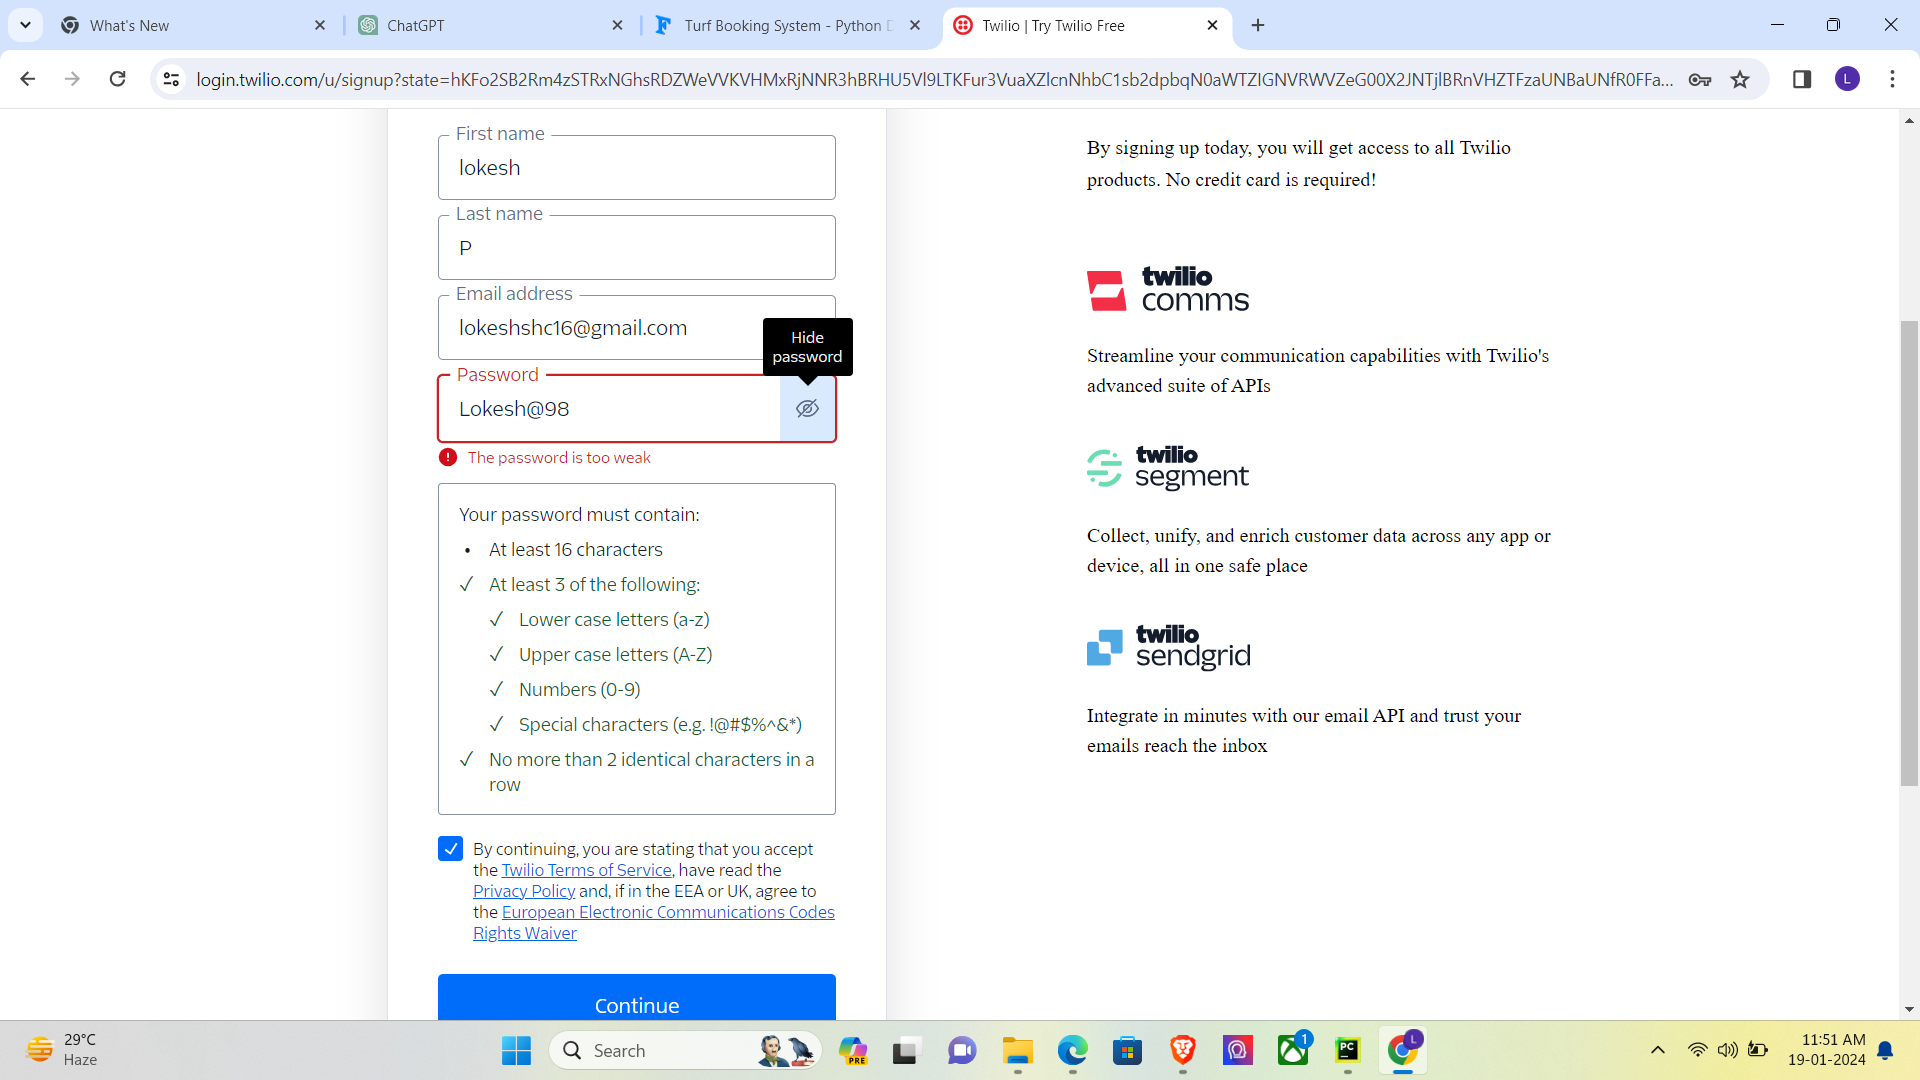 What's New
ChatGPT
Turf Booking System - Python D
Twilio | Try Twilio Free
login.twilio.com/u/signup?state=hKFo2SB2Rm4zSTRxNGhsRDZWeVVKVHMxRjNNR3hBRHU5Vl9LTKFur3VuaXZlcnNhbC1sb2dpbqN0aWTZIGNVRWVZeG00X2JNTjlBRnVHZTFzaUNBaUNfR0FFa...
L
First name
lokesh
Last name
P
Email address
lokeshshc16@gmail.com
Hide
password
Password
Lokesh@98
The password is too weak
Your password must contain:
• At least 16 characters
✓ At least 3 of the following:
✓ Lower case letters (a-z)
✓ Upper case letters (A-Z)
✓ Numbers (0-9)
✓ Special characters (e.g. !@#$%^&*)
✓ No more than 2 identical characters in a
row
By continuing, you are stating that you accept
the Twilio Terms of Service, have read the
Privacy Policy and, if in the EEA or UK, agree to
the European Electronic Communications Codes
Rights Waiver
Continue
By signing up today, you will get access to all Twilio
products. No credit card is required!
twilio
comms
Streamline your communication capabilities with Twilio's
advanced suite of APIs
twilio
segment
Collect, unify, and enrich customer data across any app or
device, all in one safe place
twilio
sendgrid
Integrate in minutes with our email API and trust your
emails reach the inbox
29°C
Haze
Search
PRE
1
PC
L
11:51 AM
19-01-2024